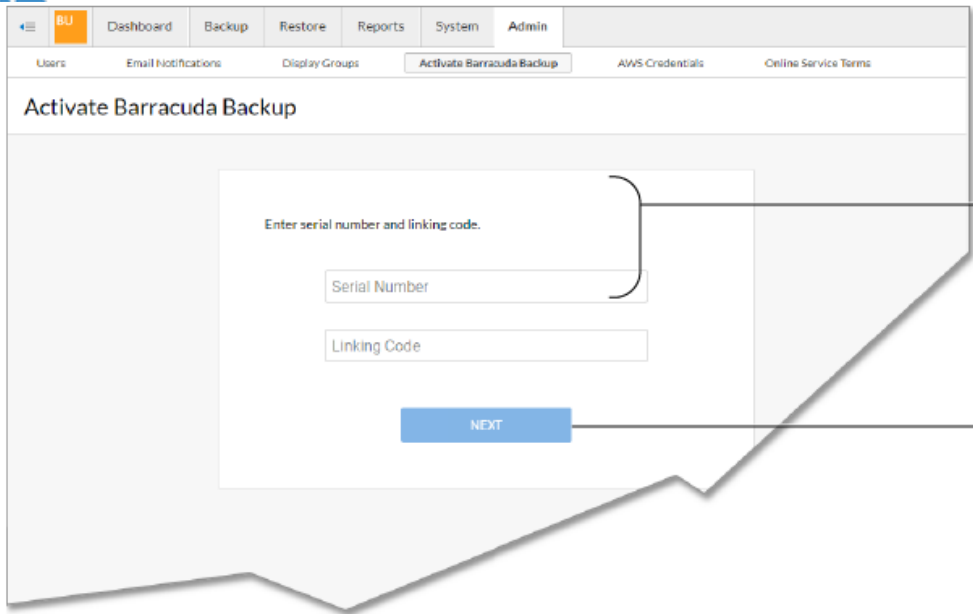 BU Dashboard Backup Restore Reports System Admin
Users Email Notifications Display Groups Activate Barracuda Backup AWS Credentials Online Service Terms
Activate Barracuda Backup
Enter serial number and linking code.
Serial Number
Linking Code
NEXT